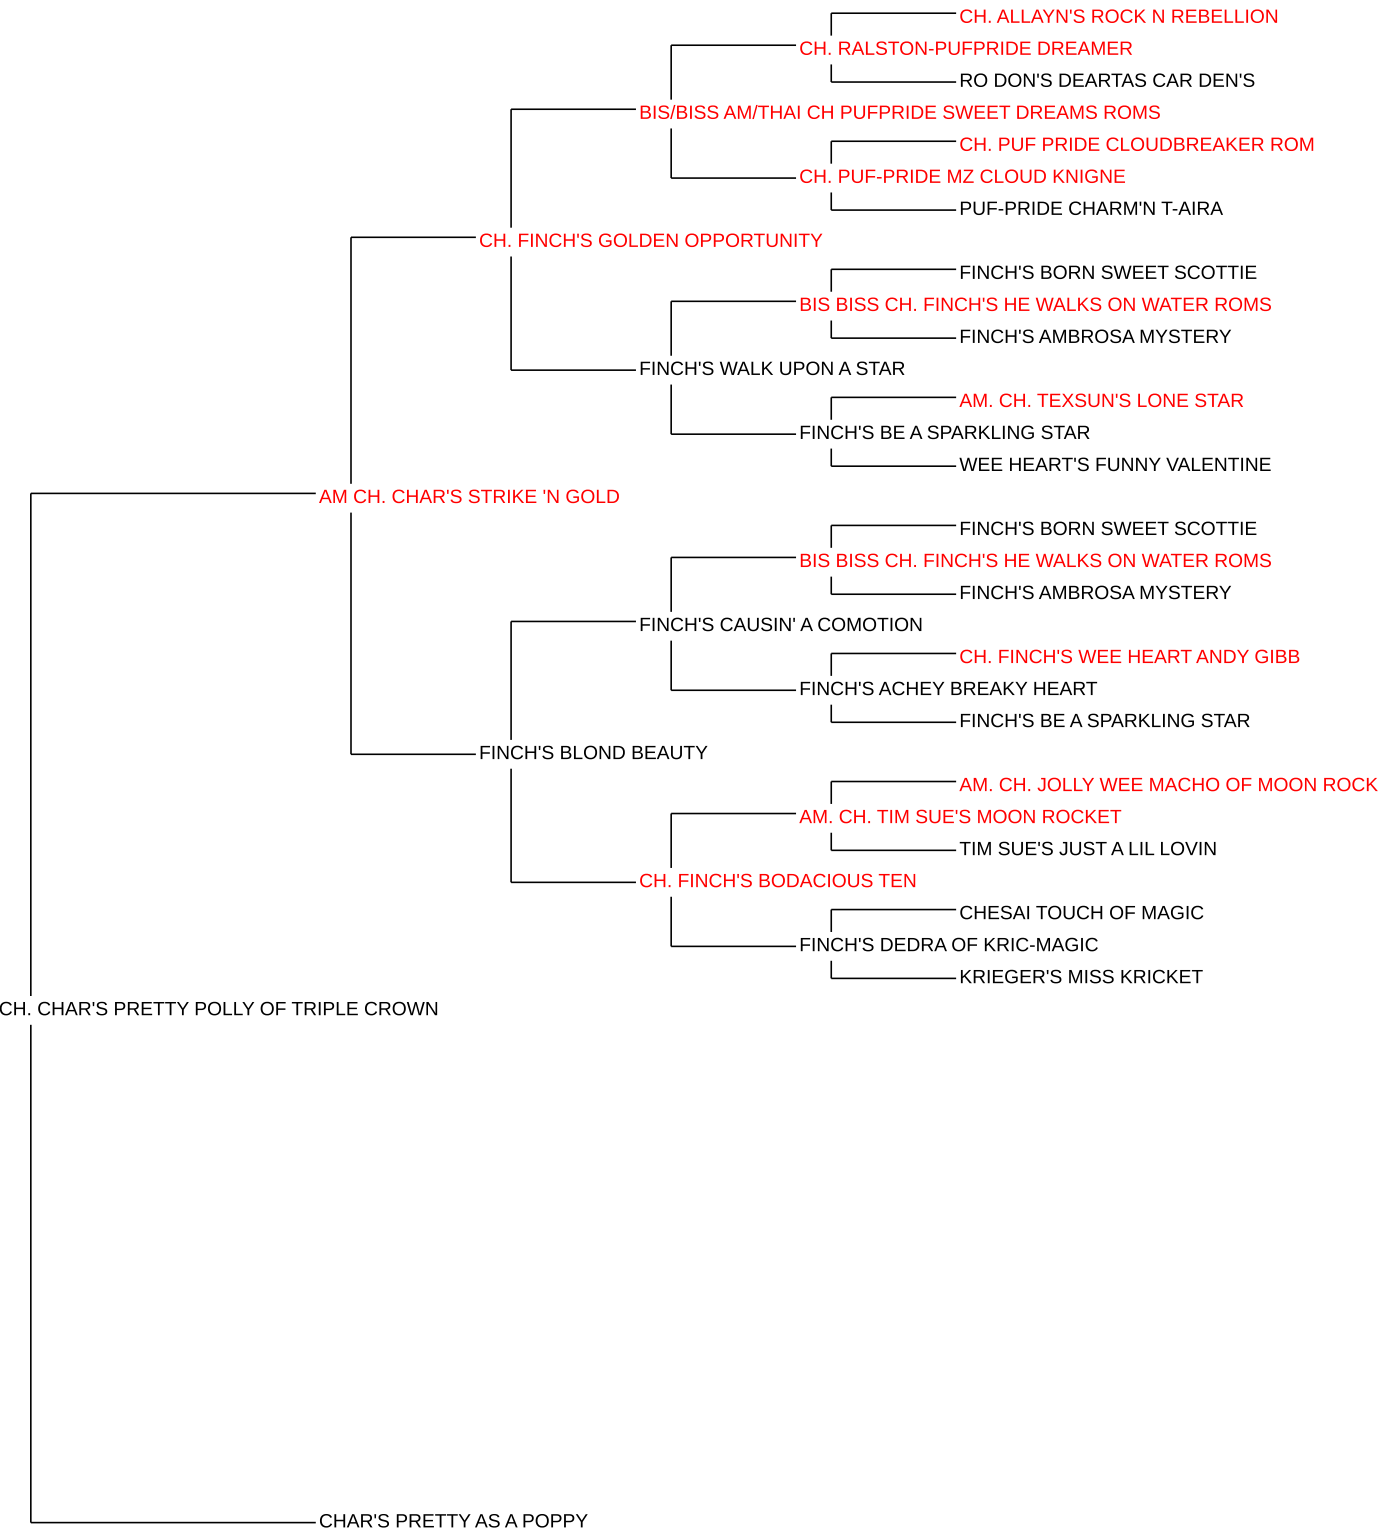 CH. ALLAYN'S ROCK N REBELLION
CH. RALSTON-PUFPRIDE DREAMER
RO DON'S DEARTAS CAR DEN'S
BIS/BISS AM/THAI CH PUFPRIDE SWEET DREAMS ROMS
CH. PUF PRIDE CLOUDBREAKER ROM
CH. PUF-PRIDE MZ CLOUD KNIGNE
PUF-PRIDE CHARM'N T-AIRA
CH. FINCH'S GOLDEN OPPORTUNITY
FINCH'S BORN SWEET SCOTTIE
BIS BISS CH. FINCH'S HE WALKS ON WATER ROMS
FINCH'S AMBROSA MYSTERY
FINCH'S WALK UPON A STAR
AM. CH. TEXSUN'S LONE STAR
FINCH'S BE A SPARKLING STAR
WEE HEART'S FUNNY VALENTINE
AM CH. CHAR'S STRIKE 'N GOLD
FINCH'S BORN SWEET SCOTTIE
BIS BISS CH. FINCH'S HE WALKS ON WATER ROMS
FINCH'S AMBROSA MYSTERY
FINCH'S CAUSIN' A COMOTION
CH. FINCH'S WEE HEART ANDY GIBB
FINCH'S ACHEY BREAKY HEART
FINCH'S BE A SPARKLING STAR
FINCH'S BLOND BEAUTY
AM. CH. JOLLY WEE MACHO OF MOON ROCK
AM. CH. TIM SUE'S MOON ROCKET
TIM SUE'S JUST A LIL LOVIN
CH. FINCH'S BODACIOUS TEN
CHESAI TOUCH OF MAGIC
FINCH'S DEDRA OF KRIC-MAGIC
KRIEGER'S MISS KRICKET
CH. CHAR'S PRETTY POLLY OF TRIPLE CROWN
CHAR'S PRETTY AS A POPPY